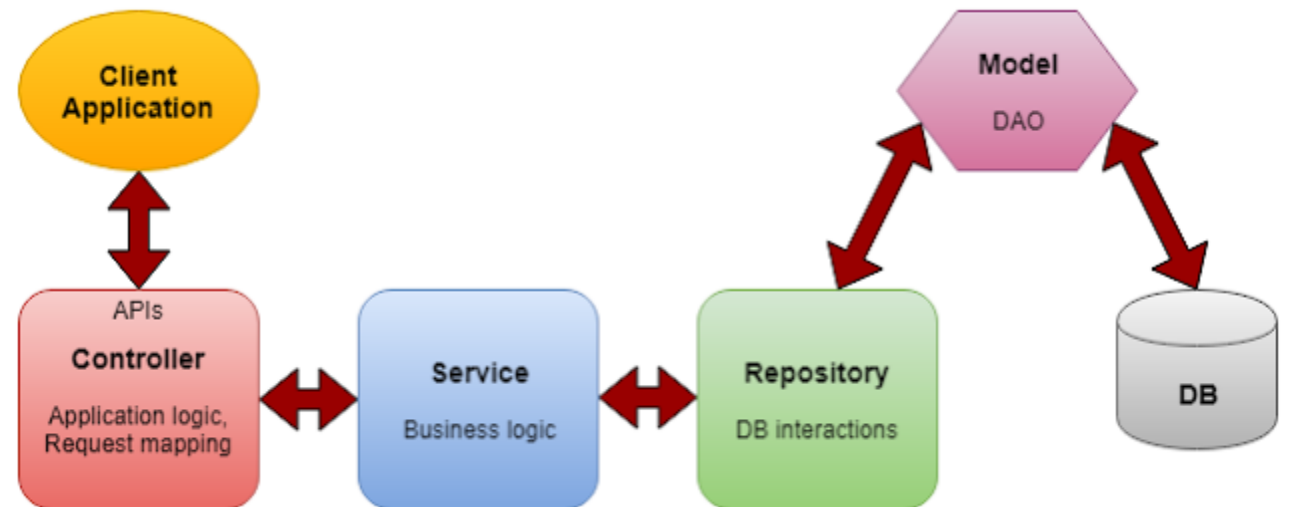 Client
Application
Model
DAO
APIs
Controller
Application logic,
Request mapping
Service
Business logic
Repository
DB interactions
DB